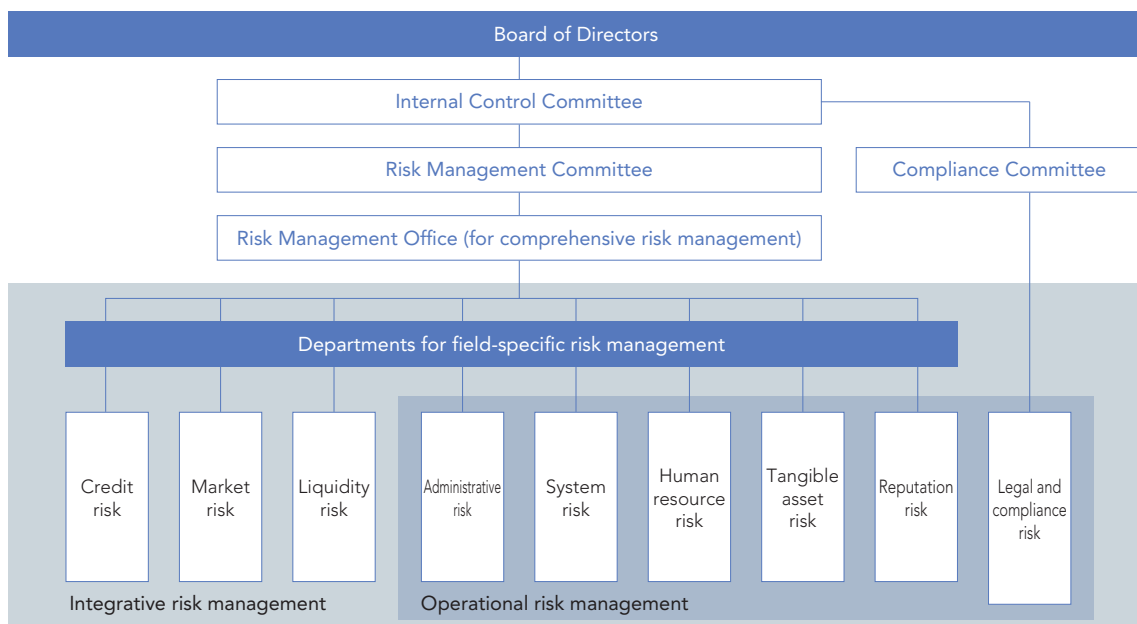 Board of Directors
Internal Control Committee
Risk Management Committee
Compliance Committee
Risk Management Office (for comprehensive risk management)
Departments for field-specific risk management
Credit
risk
Market
risk
Liquidity
risk
Administrative
risk
System
risk
Human
resource
risk
Tangible
asset
risk
Reputation
risk
Legal and
compliance
risk
Integrative risk management
Operational risk management